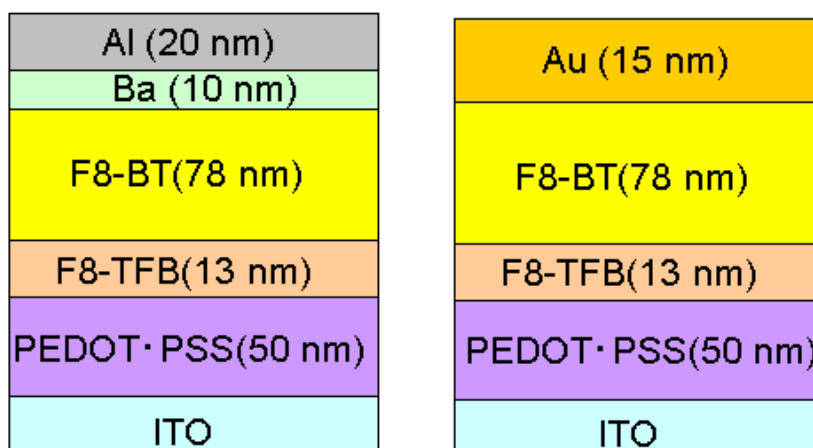 Al (20 nm)
Ba (10 nm)
F8-BT(78 nm)
F8-TFB(13 nm)
PEDOT・PSS(50 nm)
ITO
Au (15 nm)
F8-BT(78 nm)
F8-TFB(13 nm)
PEDOT・PSS(50 nm)
ITO